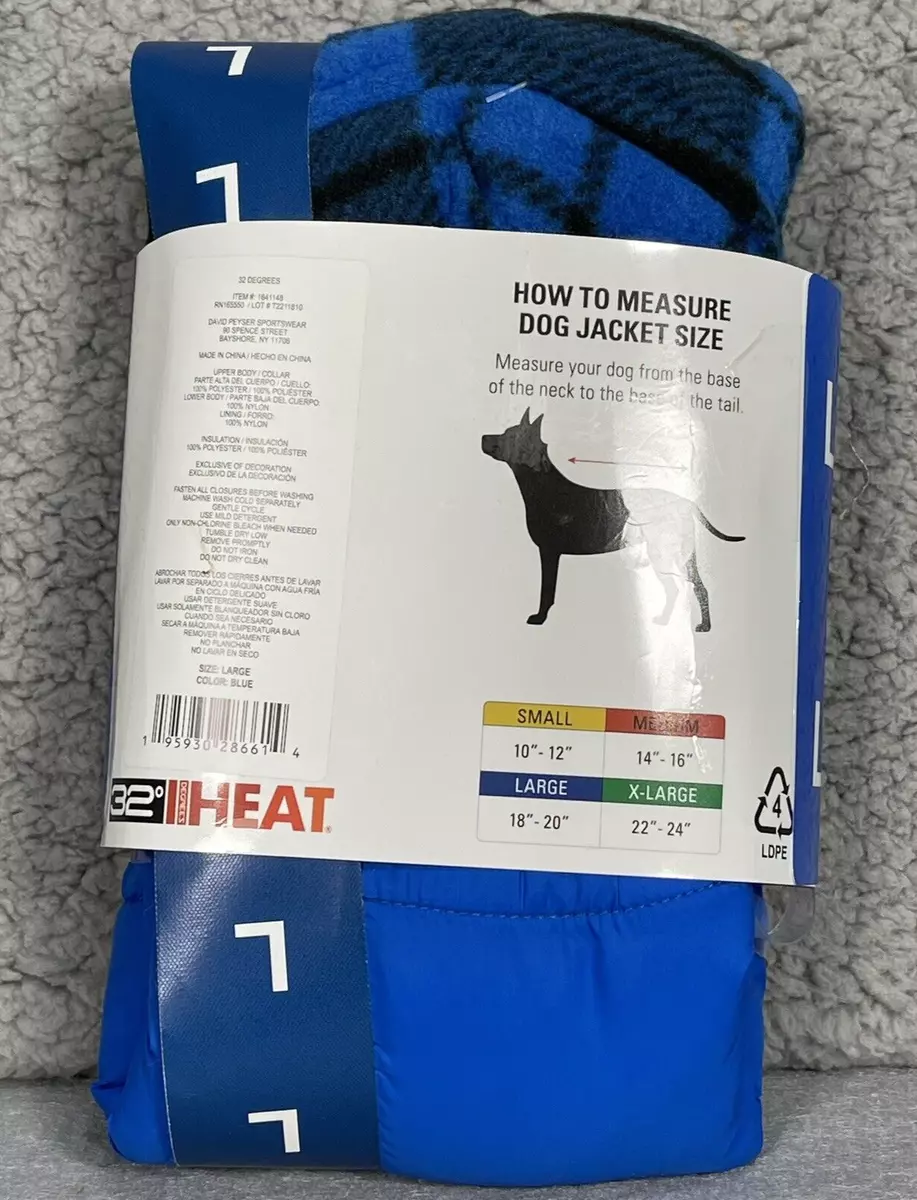 L
L
32 DEGREES
ITEM #: 1641148
RN165550 / LOT # T2211810
DAVID PEYSER SPORTSWEAR
90 SPENCE STREET
BAYSHORE, NY 11706
MADE IN CHINA / HECHO EN CHINA
UPPER BODY / COLLAR
PARTE ALTA DEL CUERPO / CUELLO:
100% POLYESTER / 100% POLIÉSTER
LOWER BODY / PARTE BAJA DEL CUERPO:
100% NYLON
LINING / FORRO:
100% NYLON
INSULATION / INSULACIÓN
100% POLYESTER / 100% POLIÉSTER
EXCLUSIVE OF DECORATION
EXCLUSIVO DE LA DECORACIÓN
FASTEN ALL CLOSURES BEFORE WASHING
MACHINE WASH COLD SEPARATELY
GENTLE CYCLE
USE MILD DETERGENT
ONLY NON-CHLORINE BLEACH WHEN NEEDED
TUMBLE DRY LOW
REMOVE PROMPTLY
DO NOT IRON
DO NOT DRY CLEAN
ABROCHAR TODOS LOS CIERRES ANTES DE LAVAR
LAVAR POR SEPARADO A MÁQUINA CON AGUA FRÍA
EN CICLO DELICADO
USAR DETERGENTE SUAVE
USAR SOLAMENTE BLANQUEADOR SIN CLORO
CUANDO SEA NECESARIO
SECAR A MÁQUINA A TEMPERATURA BAJA
REMOVER RÁPIDAMENTE
NO PLANCHAR
NO LAVAR EN SECO
SIZE: LARGE
COLOR: BLUE
1 95930 28661 4
32° DEGREES HEAT
HOW TO MEASURE
DOG JACKET SIZE
Measure your dog from the base
of the neck to the base of the tail.
SMALL MEDIUM
10"- 12" 14"- 16"
LARGE X-LARGE
18"- 20" 22"- 24"
4
LDPE
L
L
L
L